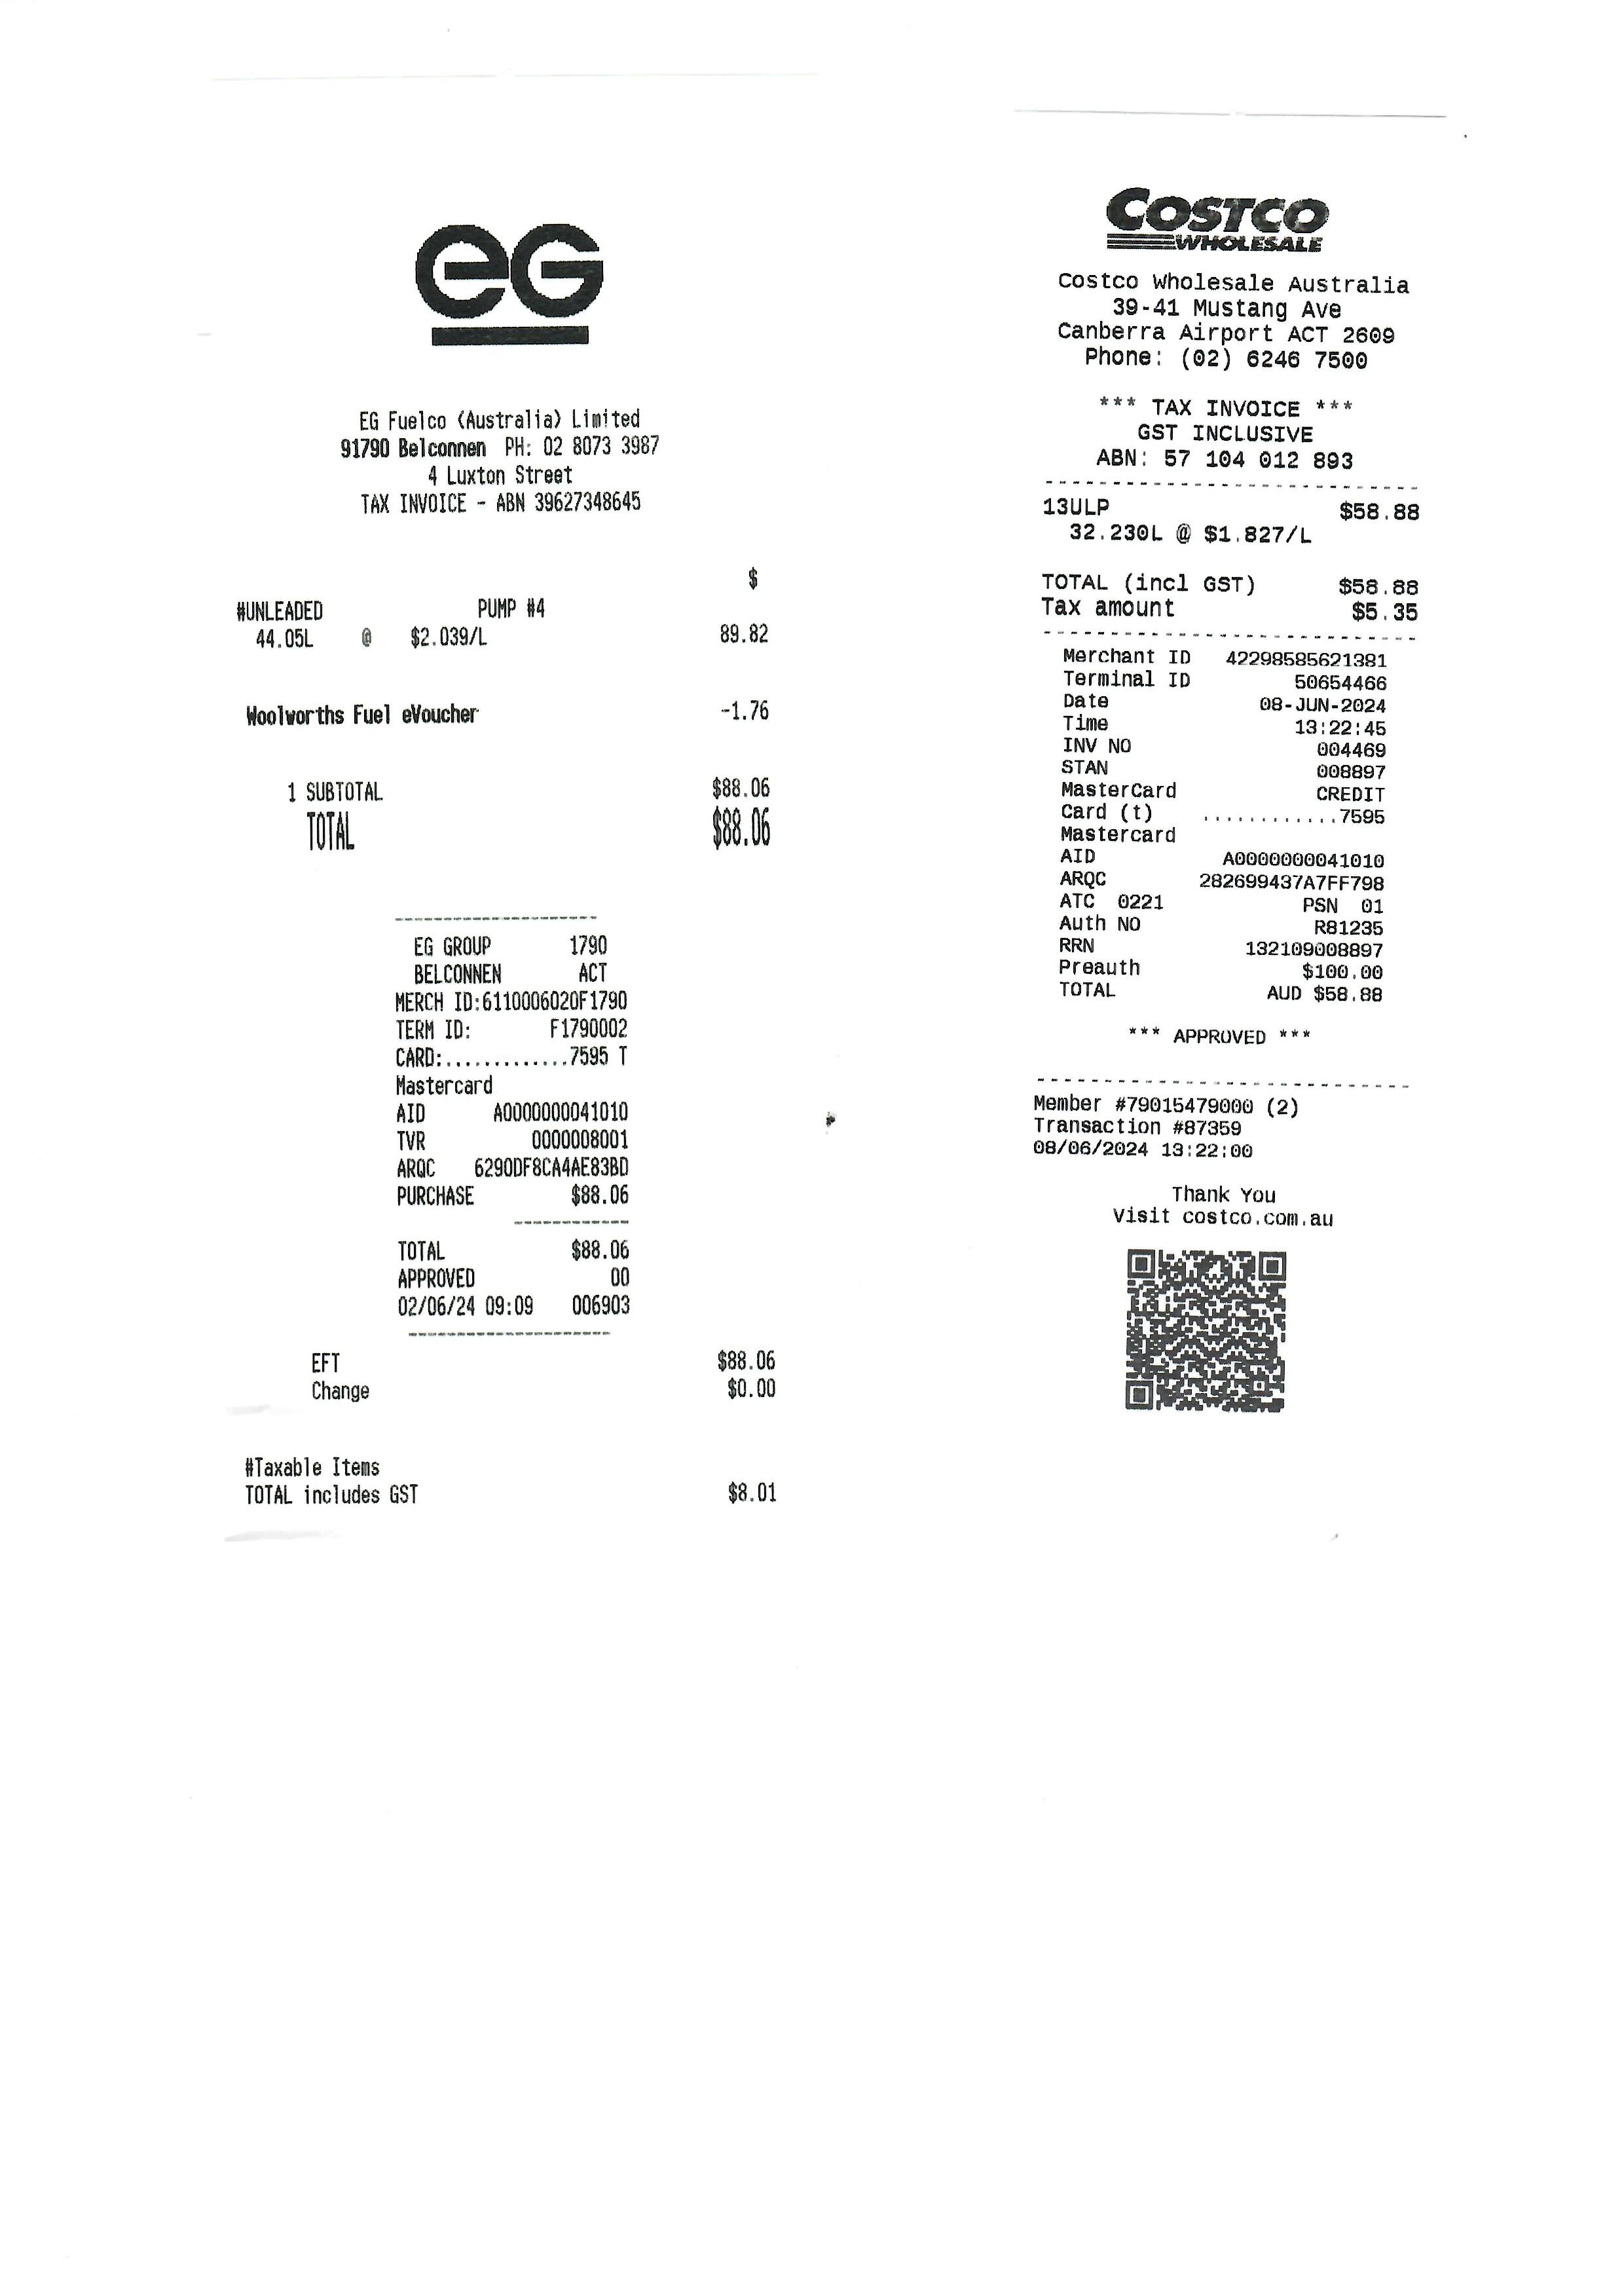 eG
EG Fuelco (Australia) Limited
91790 Belconnen PH: 02 8073 3987
4 Luxton Street
TAX INVOICE - ABN 39627348645
$
#UNLEADED PUMP #4
44.05L @ $2.039/L 89.82
Woolworths Fuel eVoucher -1.76
1 SUBTOTAL $88.06
TOTAL $88.06
--------------------
EG GROUP 1790
BELCONNEN ACT
MERCH ID:6110006020F1790
TERM ID: F1790002
CARD:.............7595 T
Mastercard
AID A0000000041010
TVR 0000008001
ARQC 6290DF8CA4AE83BD
PURCHASE $88.06
------------
TOTAL $88.06
APPROVED 00
02/06/24 09:09 006903
--------------------
EFT $88.06
Change $0.00
#Taxable Items
TOTAL includes GST $8.01
COSTCO
WHOLESALE
Costco Wholesale Australia
39-41 Mustang Ave
Canberra Airport ACT 2609
Phone: (02) 6246 7500
*** TAX INVOICE ***
GST INCLUSIVE
ABN: 57 104 012 893
----------------------------
13ULP $58.88
32.230L @ $1.827/L
TOTAL (incl GST) $58.88
Tax amount $5.35
----------------------------
Merchant ID 42298585621381
Terminal ID 50654466
Date 08-JUN-2024
Time 13:22:45
INV NO 004469
STAN 008897
MasterCard CREDIT
Card (t) ............7595
Mastercard
AID A0000000041010
ARQC 282699437A7FF798
ATC 0221 PSN 01
Auth NO R81235
RRN 132109008897
Preauth $100.00
TOTAL AUD $58.88
*** APPROVED ***
----------------------------
Member #79015479000 (2)
Transaction #87359
08/06/2024 13:22:00
Thank You
Visit costco.com.au